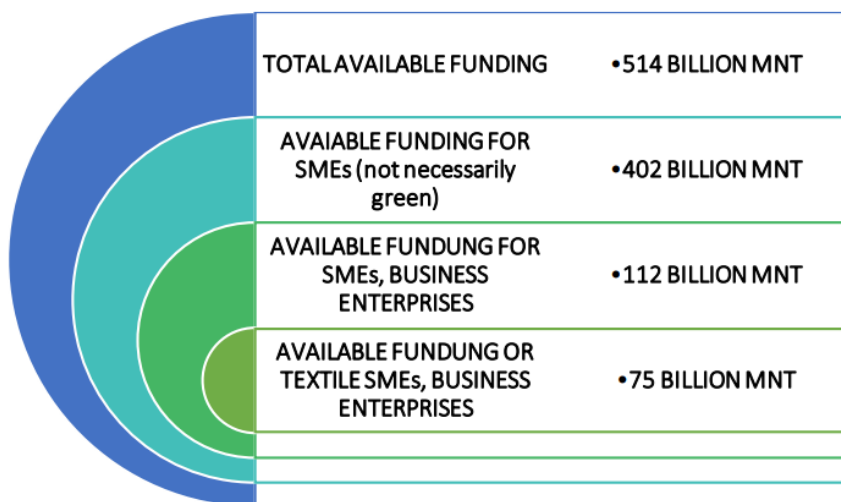 TOTAL AVAILABLE FUNDING
•514 BILLION MNT
AVAIABLE FUNDING FOR
SMEs (not necessarily
green)
•402 BILLION MNT
AVAILABLE FUNDUNG FOR
SMEs, BUSINESS
ENTERPRISES
•112 BILLION MNT
AVAILABLE FUNDUNG OR
TEXTILE SMEs, BUSINESS
ENTERPRISES
•75 BILLION MNT